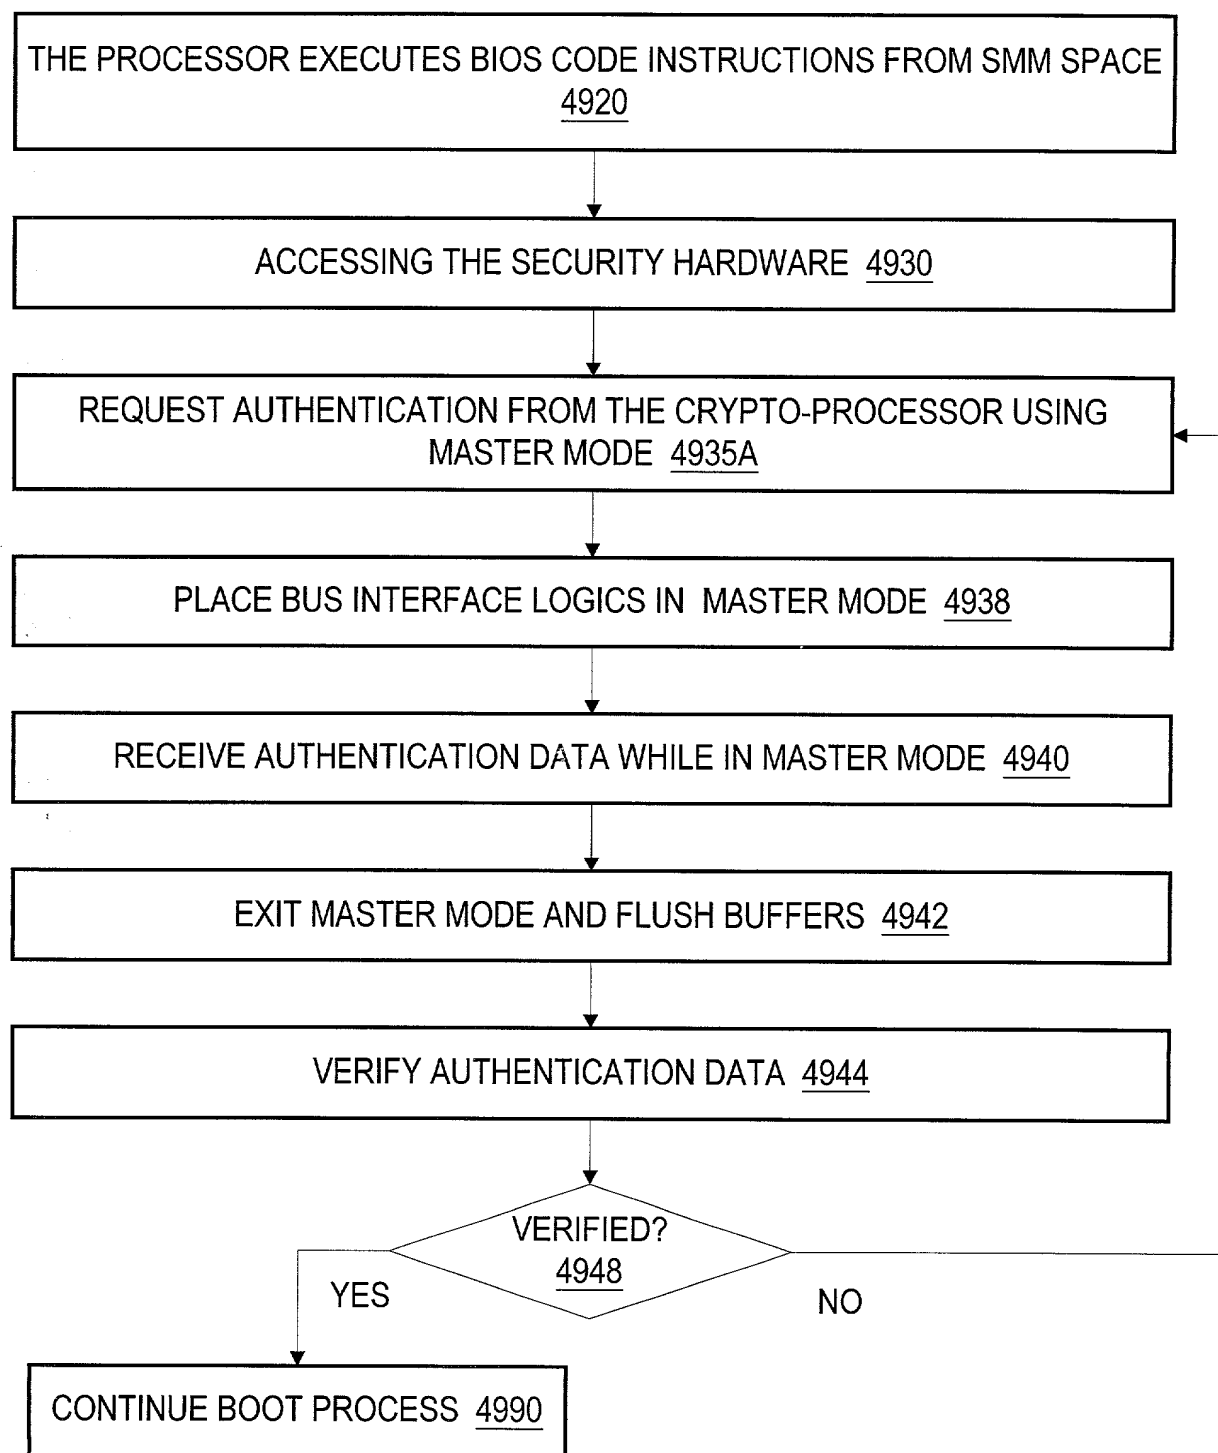 THE PROCESSOR EXECUTES BIOS CODE INSTRUCTIONS FROM SMM SPACE
4920
ACCESSING THE SECURITY HARDWARE 4930
REQUEST AUTHENTICATION FROM THE CRYPTO-PROCESSOR USING
MASTER MODE 4935A
PLACE BUS INTERFACE LOGICS IN MASTER MODE 4938
RECEIVE AUTHENTICATION DATA WHILE IN MASTER MODE 4940
EXIT MASTER MODE AND FLUSH BUFFERS 4942
VERIFY AUTHENTICATION DATA 4944
VERIFIED?
4948
YES
NO
CONTINUE BOOT PROCESS 4990